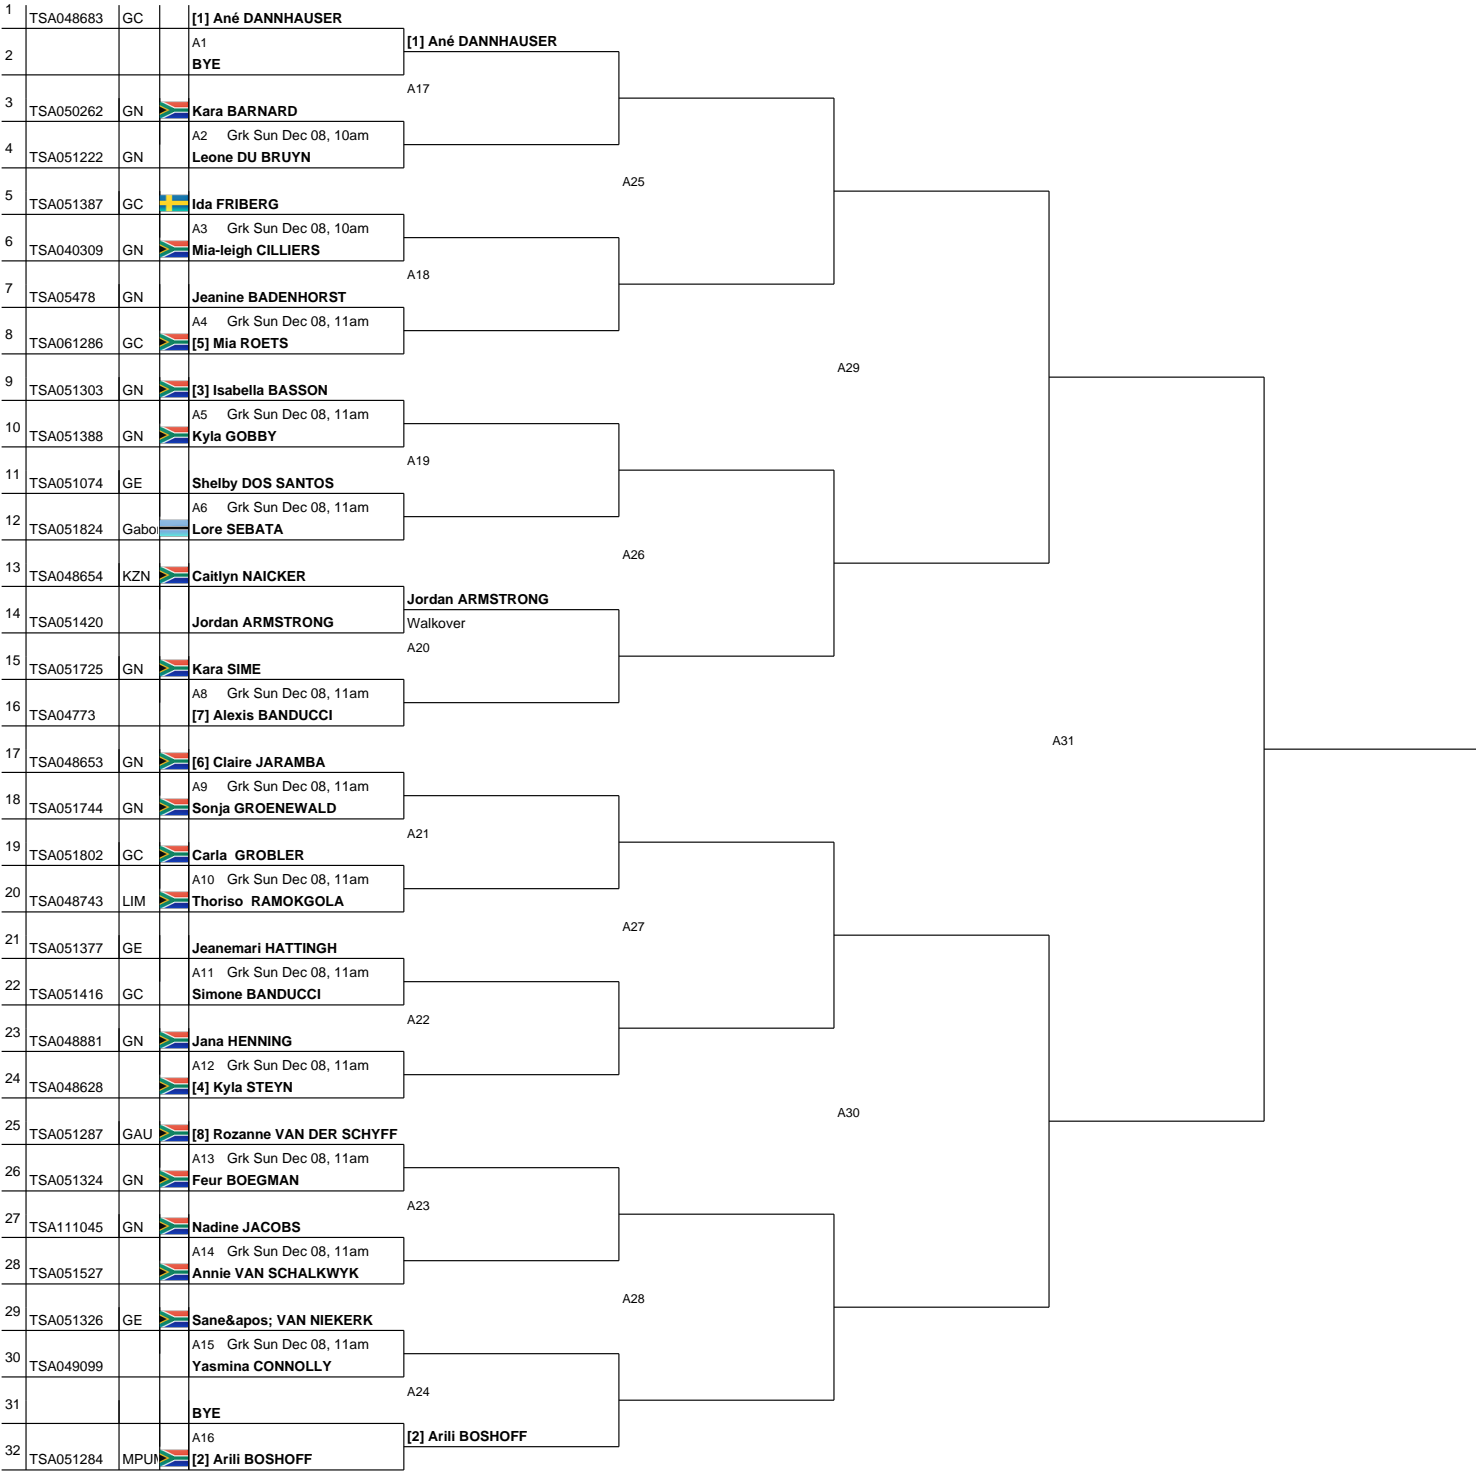 1 TSA048683 GC [1] Ané DANNHAUSER
A1 [1] Ané DANNHAUSER
2 BYE
A17
3 TSA050262 GN Kara BARNARD
A2 Grk Sun Dec 08, 10am
4 TSA051222 GN Leone DU BRUYN
A25
5 TSA051387 GC Ida FRIBERG
A3 Grk Sun Dec 08, 10am
6 TSA040309 GN Mia-leigh CILLIERS
A18
7 TSA05478 GN Jeanine BADENHORST
A4 Grk Sun Dec 08, 11am
8 TSA061286 GC [5] Mia ROETS
A29
9 TSA051303 GN [3] Isabella BASSON
A5 Grk Sun Dec 08, 11am
10 TSA051388 GN Kyla GOBBY
A19
11 TSA051074 GE Shelby DOS SANTOS
A6 Grk Sun Dec 08, 11am
12 TSA051824 Gabo Lore SEBATA
A26
13 TSA048654 KZN Caitlyn NAICKER
Jordan ARMSTRONG
14 TSA051420 Jordan ARMSTRONG Walkover
A20
15 TSA051725 GN Kara SIME
A8 Grk Sun Dec 08, 11am
16 TSA04773 [7] Alexis BANDUCCI
A31
17 TSA048653 GN [6] Claire JARAMBA
A9 Grk Sun Dec 08, 11am
18 TSA051744 GN Sonja GROENEWALD
A21
19 TSA051802 GC Carla GROBLER
A10 Grk Sun Dec 08, 11am
20 TSA048743 LIM Thoriso RAMOKGOLA
A27
21 TSA051377 GE Jeanemari HATTINGH
A11 Grk Sun Dec 08, 11am
22 TSA051416 GC Simone BANDUCCI
A22
23 TSA048881 GN Jana HENNING
A12 Grk Sun Dec 08, 11am
24 TSA048628 [4] Kyla STEYN
A30
25 TSA051287 GAU [8] Rozanne VAN DER SCHYFF
A13 Grk Sun Dec 08, 11am
26 TSA051324 GN Feur BOEGMAN
A23
27 TSA111045 GN Nadine JACOBS
A14 Grk Sun Dec 08, 11am
28 TSA051527 Annie VAN SCHALKWYK
A28
29 TSA051326 GE Sane&apos; VAN NIEKERK
A15 Grk Sun Dec 08, 11am
30 TSA049099 Yasmina CONNOLLY
A24
31 BYE
A16 [2] Arili BOSHOFF
32 TSA051284 MPUM [2] Arili BOSHOFF